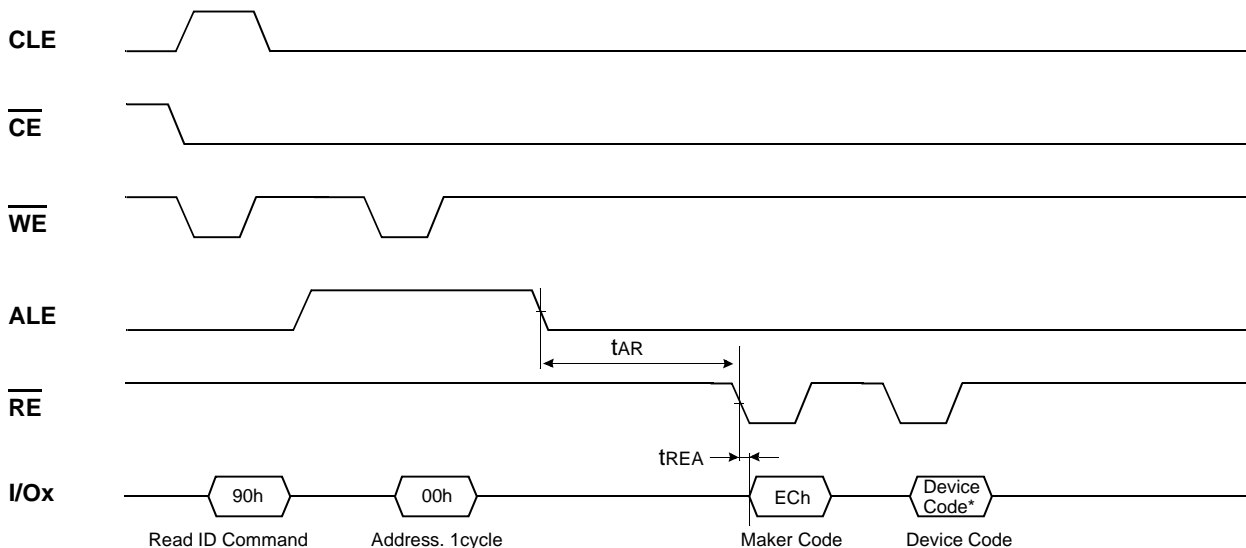 CLE
CE
WE
ALE
tAR
RE
tREA
I/Ox
90h
00h
ECh
Device
Code*
Read ID Command
Address. 1cycle
Maker Code
Device Code